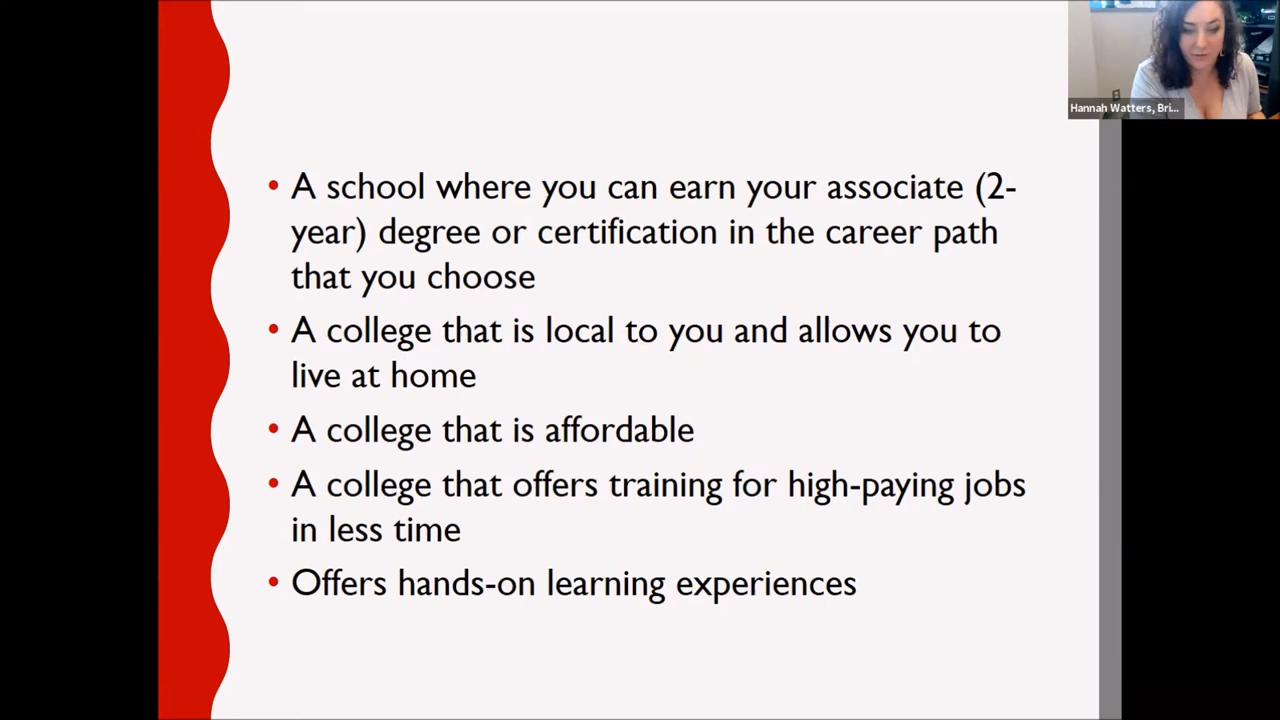 Hannah Watters, Bri...
• A school where you can earn your associate (2-
year) degree or certification in the career path
that you choose
• A college that is local to you and allows you to
live at home
• A college that is affordable
• A college that offers training for high-paying jobs
in less time
• Offers hands-on learning experiences